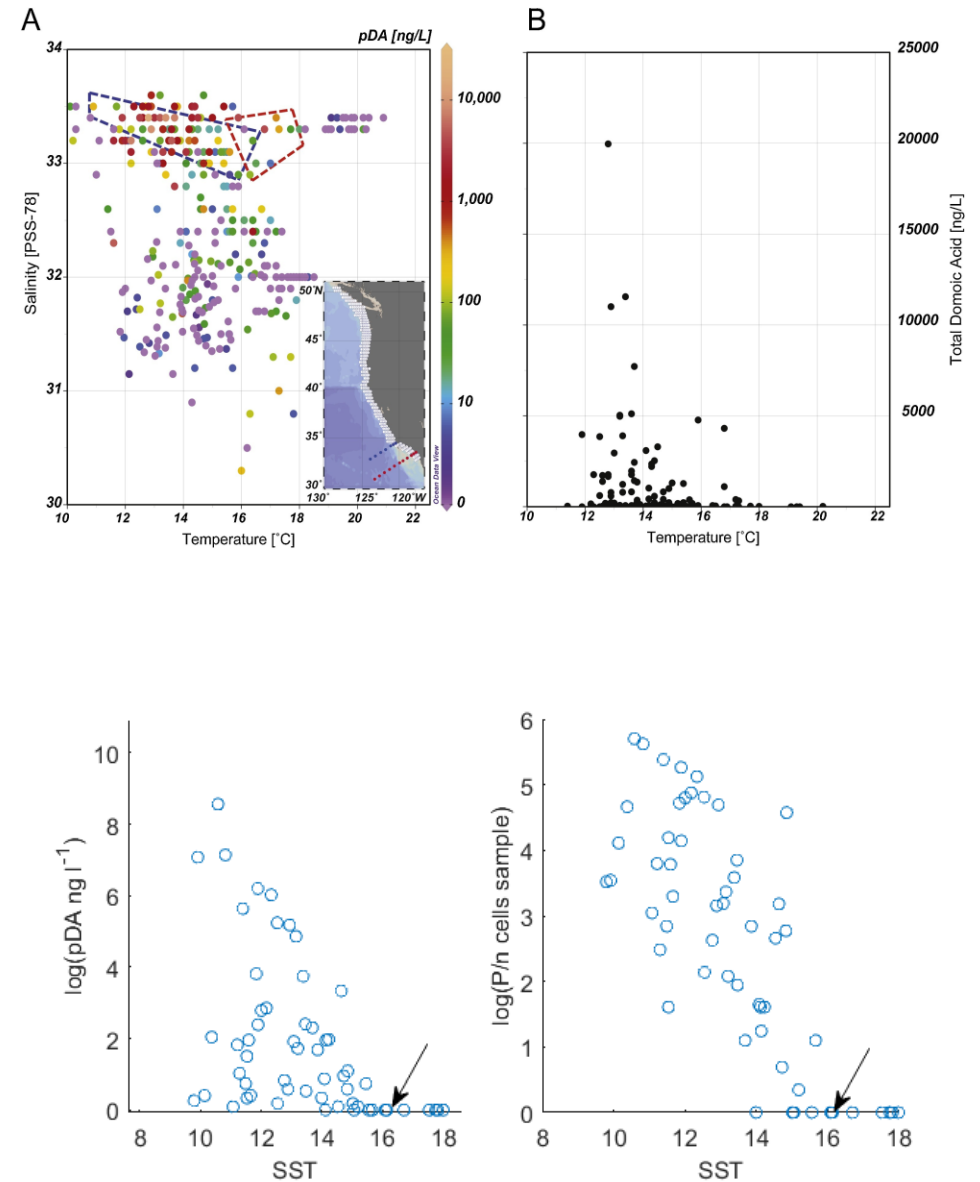 A
pDA [ng/L]
34
33
32
31
30
Salinity [PSS-78]
10 12 14 16 18 20 22
Temperature [˚C]
10,000
1,000
100
10
0
Ocean Data View
50˚N
45˚
40˚
35˚
30˚
130˚ 125˚ 120˚W
B
25000
20000
15000
10000
5000
0
Total Domoic Acid [ng/L]
10 12 14 16 18 20 22
Temperature [˚C]
10
8
6
4
2
0
log(pDA ng l⁻¹)
8 10 12 14 16 18
SST
6
5
4
3
2
1
0
log(P/n cells sample)
8 10 12 14 16 18
SST